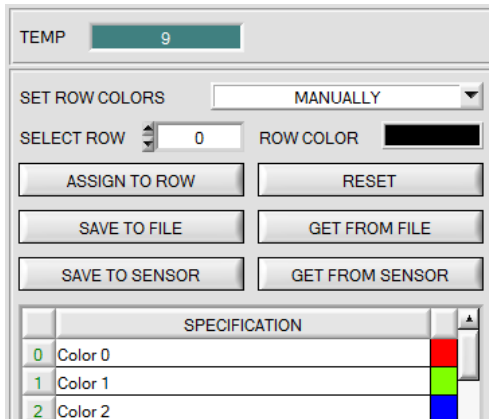 TEMP 9
SET ROW COLORS MANUALLY
SELECT ROW 0 ROW COLOR
ASSIGN TO ROW RESET
SAVE TO FILE GET FROM FILE
SAVE TO SENSOR GET FROM SENSOR
SPECIFICATION
0 Color 0
1 Color 1
2 Color 2